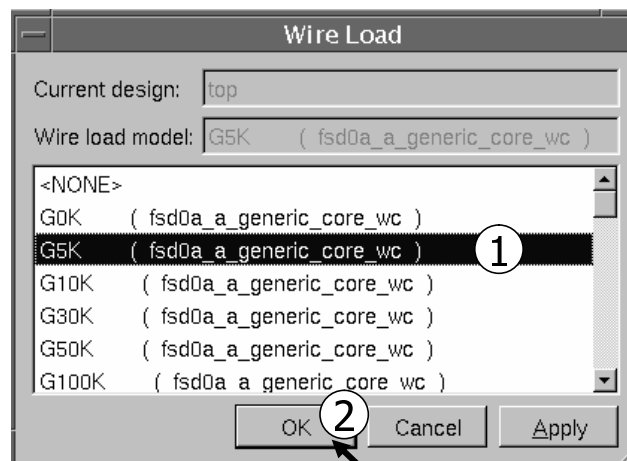 Wire Load
Current design: top
Wire load model: G5K ( fsd0a_a_generic_core_wc )
<NONE>
G0K ( fsd0a_a_generic_core_wc )
G5K ( fsd0a_a_generic_core_wc ) 1
G10K ( fsd0a_a_generic_core_wc )
G30K ( fsd0a_a_generic_core_wc )
G50K ( fsd0a_a_generic_core_wc )
G100K ( fsd0a_a_generic_core_wc )
OK 2 Cancel Apply